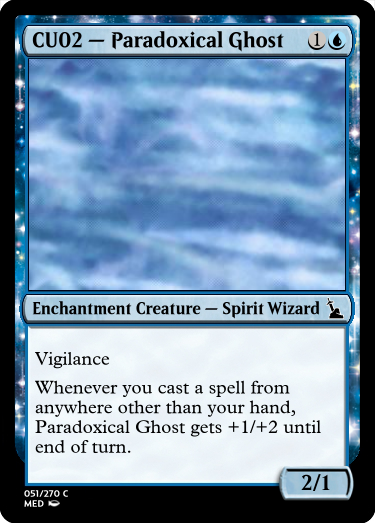 CU02 — Paradoxical Ghost 1
Enchantment Creature — Spirit Wizard
Vigilance
Whenever you cast a spell from
anywhere other than your hand,
Paradoxical Ghost gets +1/+2 until
end of turn.
2/1
051/270 C
MED